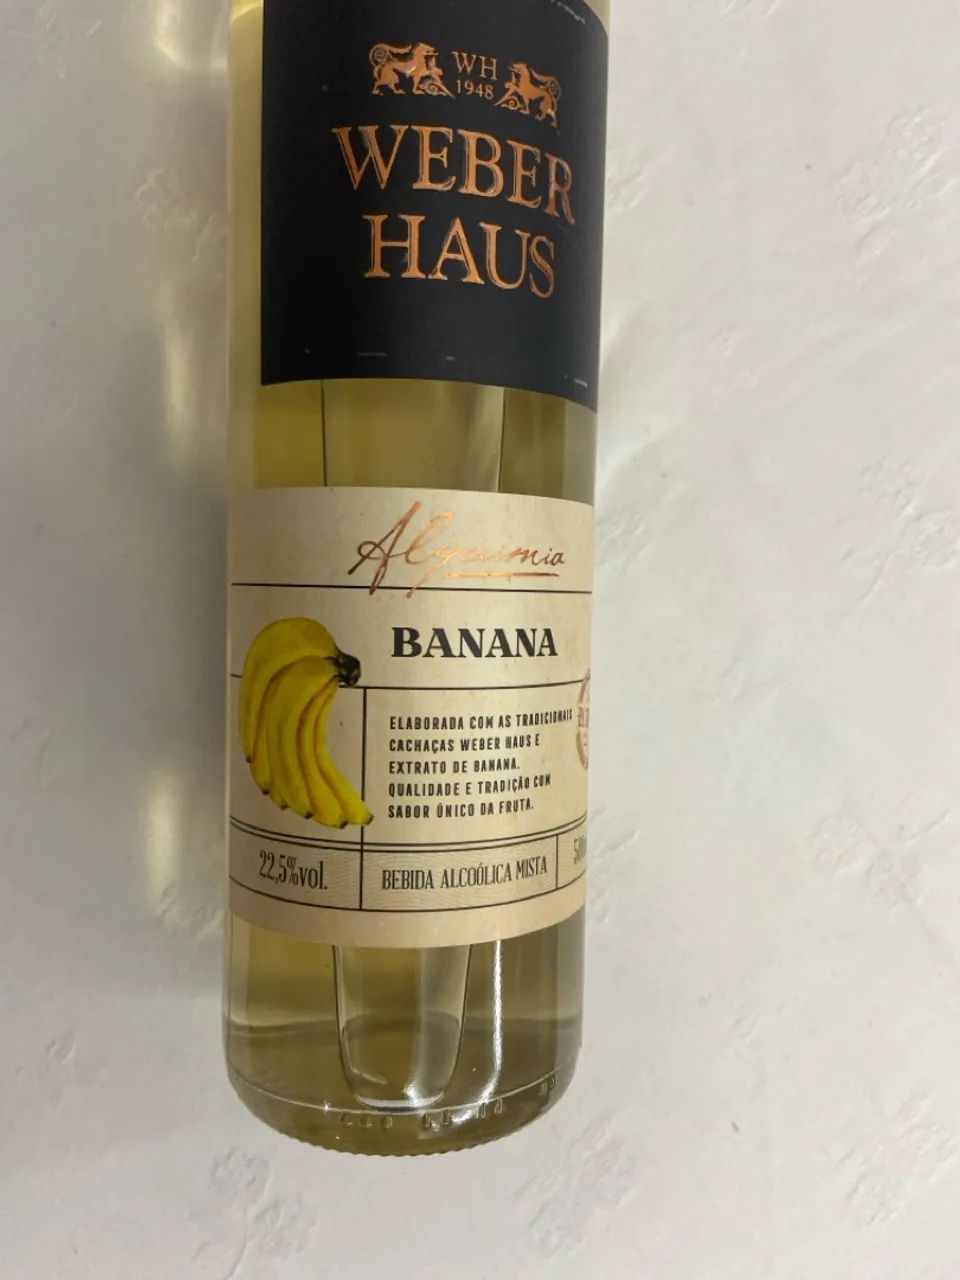 WH
1948
WEBER
HAUS
Alquimia
BANANA
ELABORADA COM AS TRADICIONAIS
CACHAÇAS WEBER HAUS E
EXTRATO DE BANANA.
QUALIDADE E TRADIÇÃO COM
SABOR ÚNICO DA FRUTA.
22,5%vol.
BEBIDA ALCOÓLICA MISTA